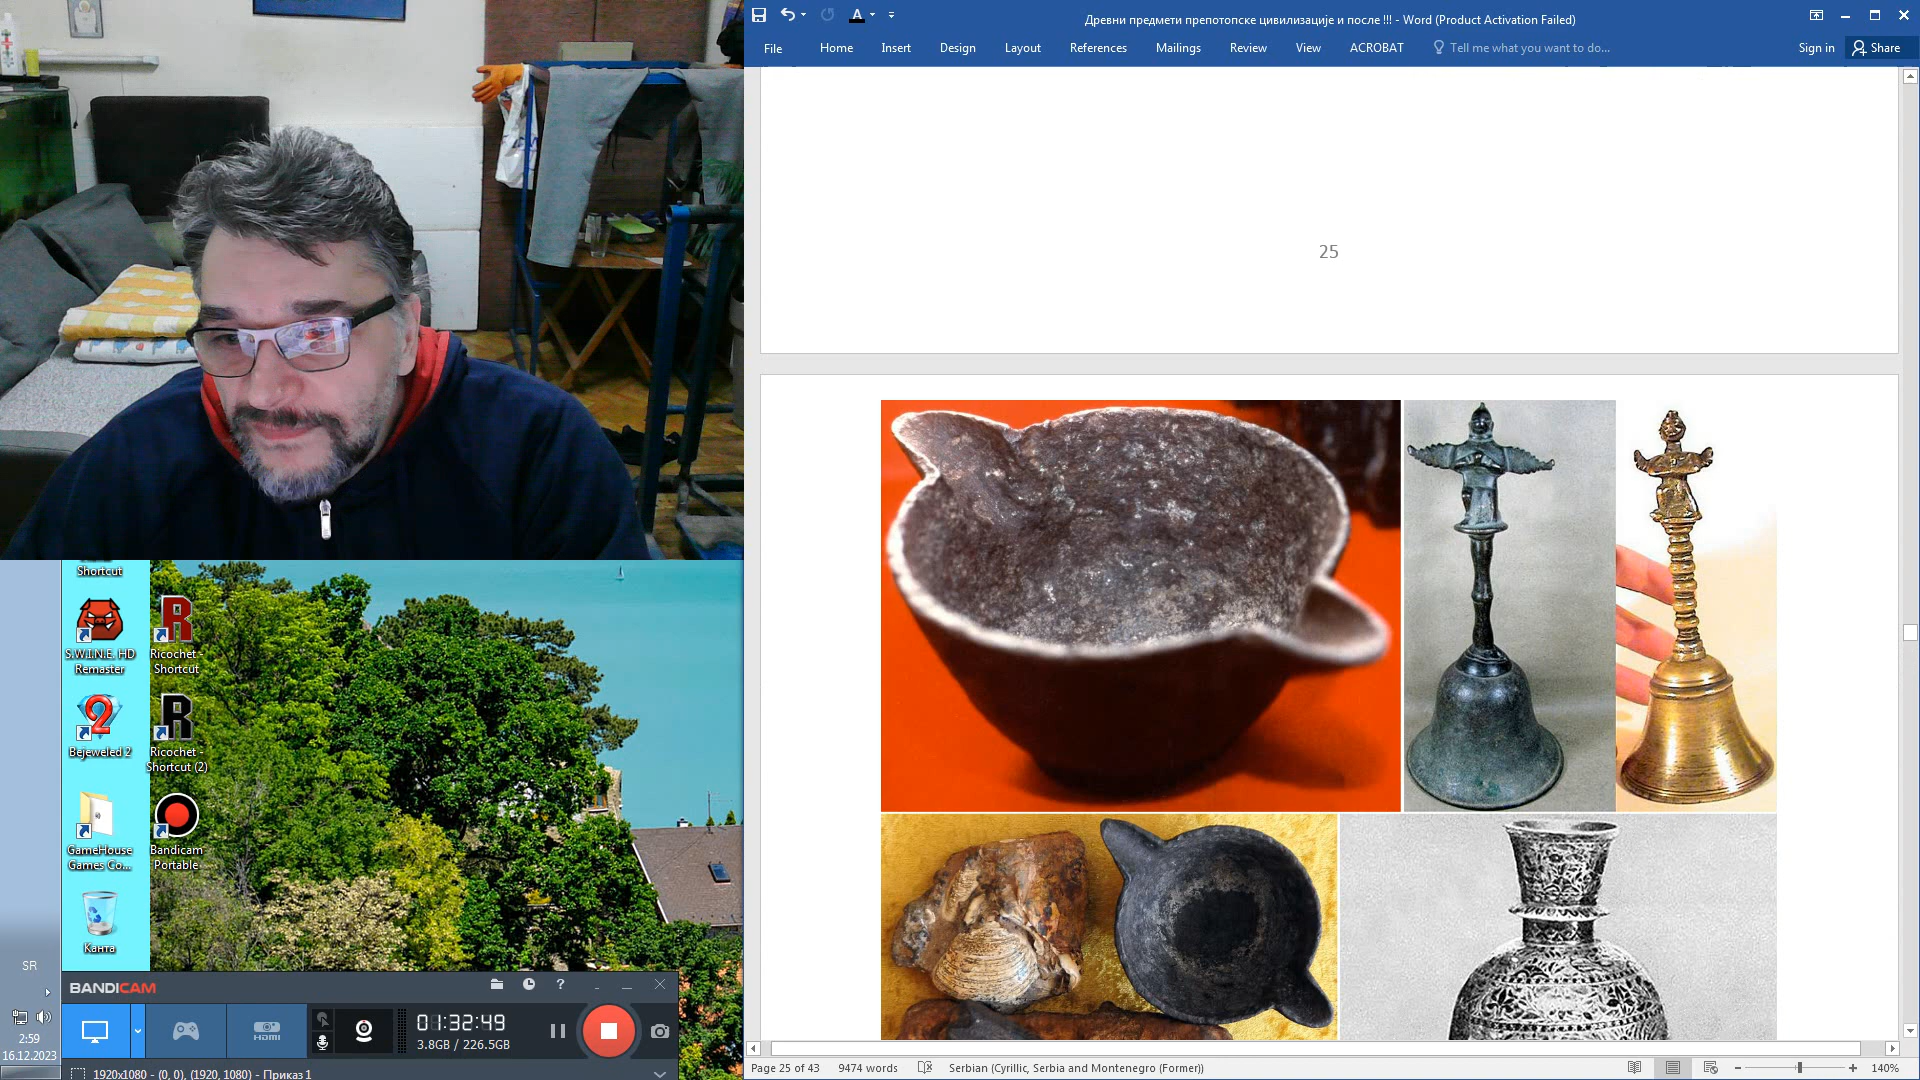 Древни предмети препотопске цивилизације и после !!! - Word (Product Activation Failed)
File Home Insert Design Layout References Mailings Review View ACROBAT Tell me what you want to do... Sign in Share
25
Shortcut
S.W.I.N.E. HD
Remaster
Ricochet -
Shortcut
Bejeweled 2
Ricochet -
Shortcut (2)
GameHouse
Games Co...
Bandicam
Portable
Канта
SR
2:59
16.12.2023
BANDICAM
HDMI
01:32:49
3.8GB / 226.5GB
1920x1080 - (0, 0), (1920, 1080) - Приказ 1
Page 25 of 43 9474 words Serbian (Cyrillic, Serbia and Montenegro (Former)) 140%